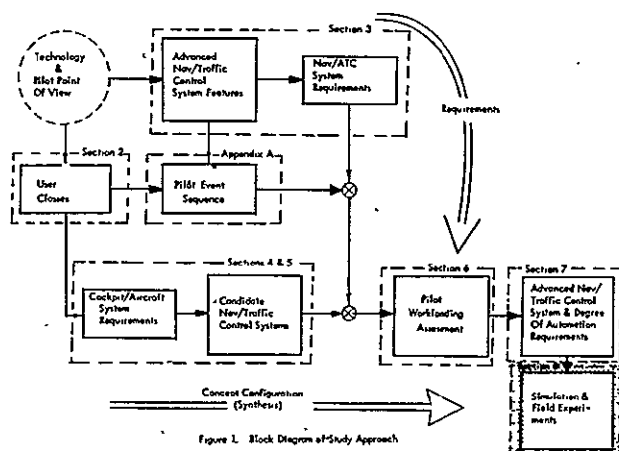 Section 3
Technology
&
Pilot Point
Of View
Advanced
Nav/Traffic
Control
System Features
Nav/ATC
System
Requirements
Requirements
Section 2
User
Classes
Appendix A
Pilot Event
Sequence
Sections 4 & 5
Cockpit/Aircraft
System
Requirements
Candidate
Nav/Traffic
Control Systems
Section 6
Pilot
Workloading
Assessment
Section 7
Advanced Nav/
Traffic Control
System & Degree
Of Automation
Requirements
Simulation &
Field Experi-
ments
Concept Configuration
(Synthesis)
Figure 1. Block Diagram of Study Approach